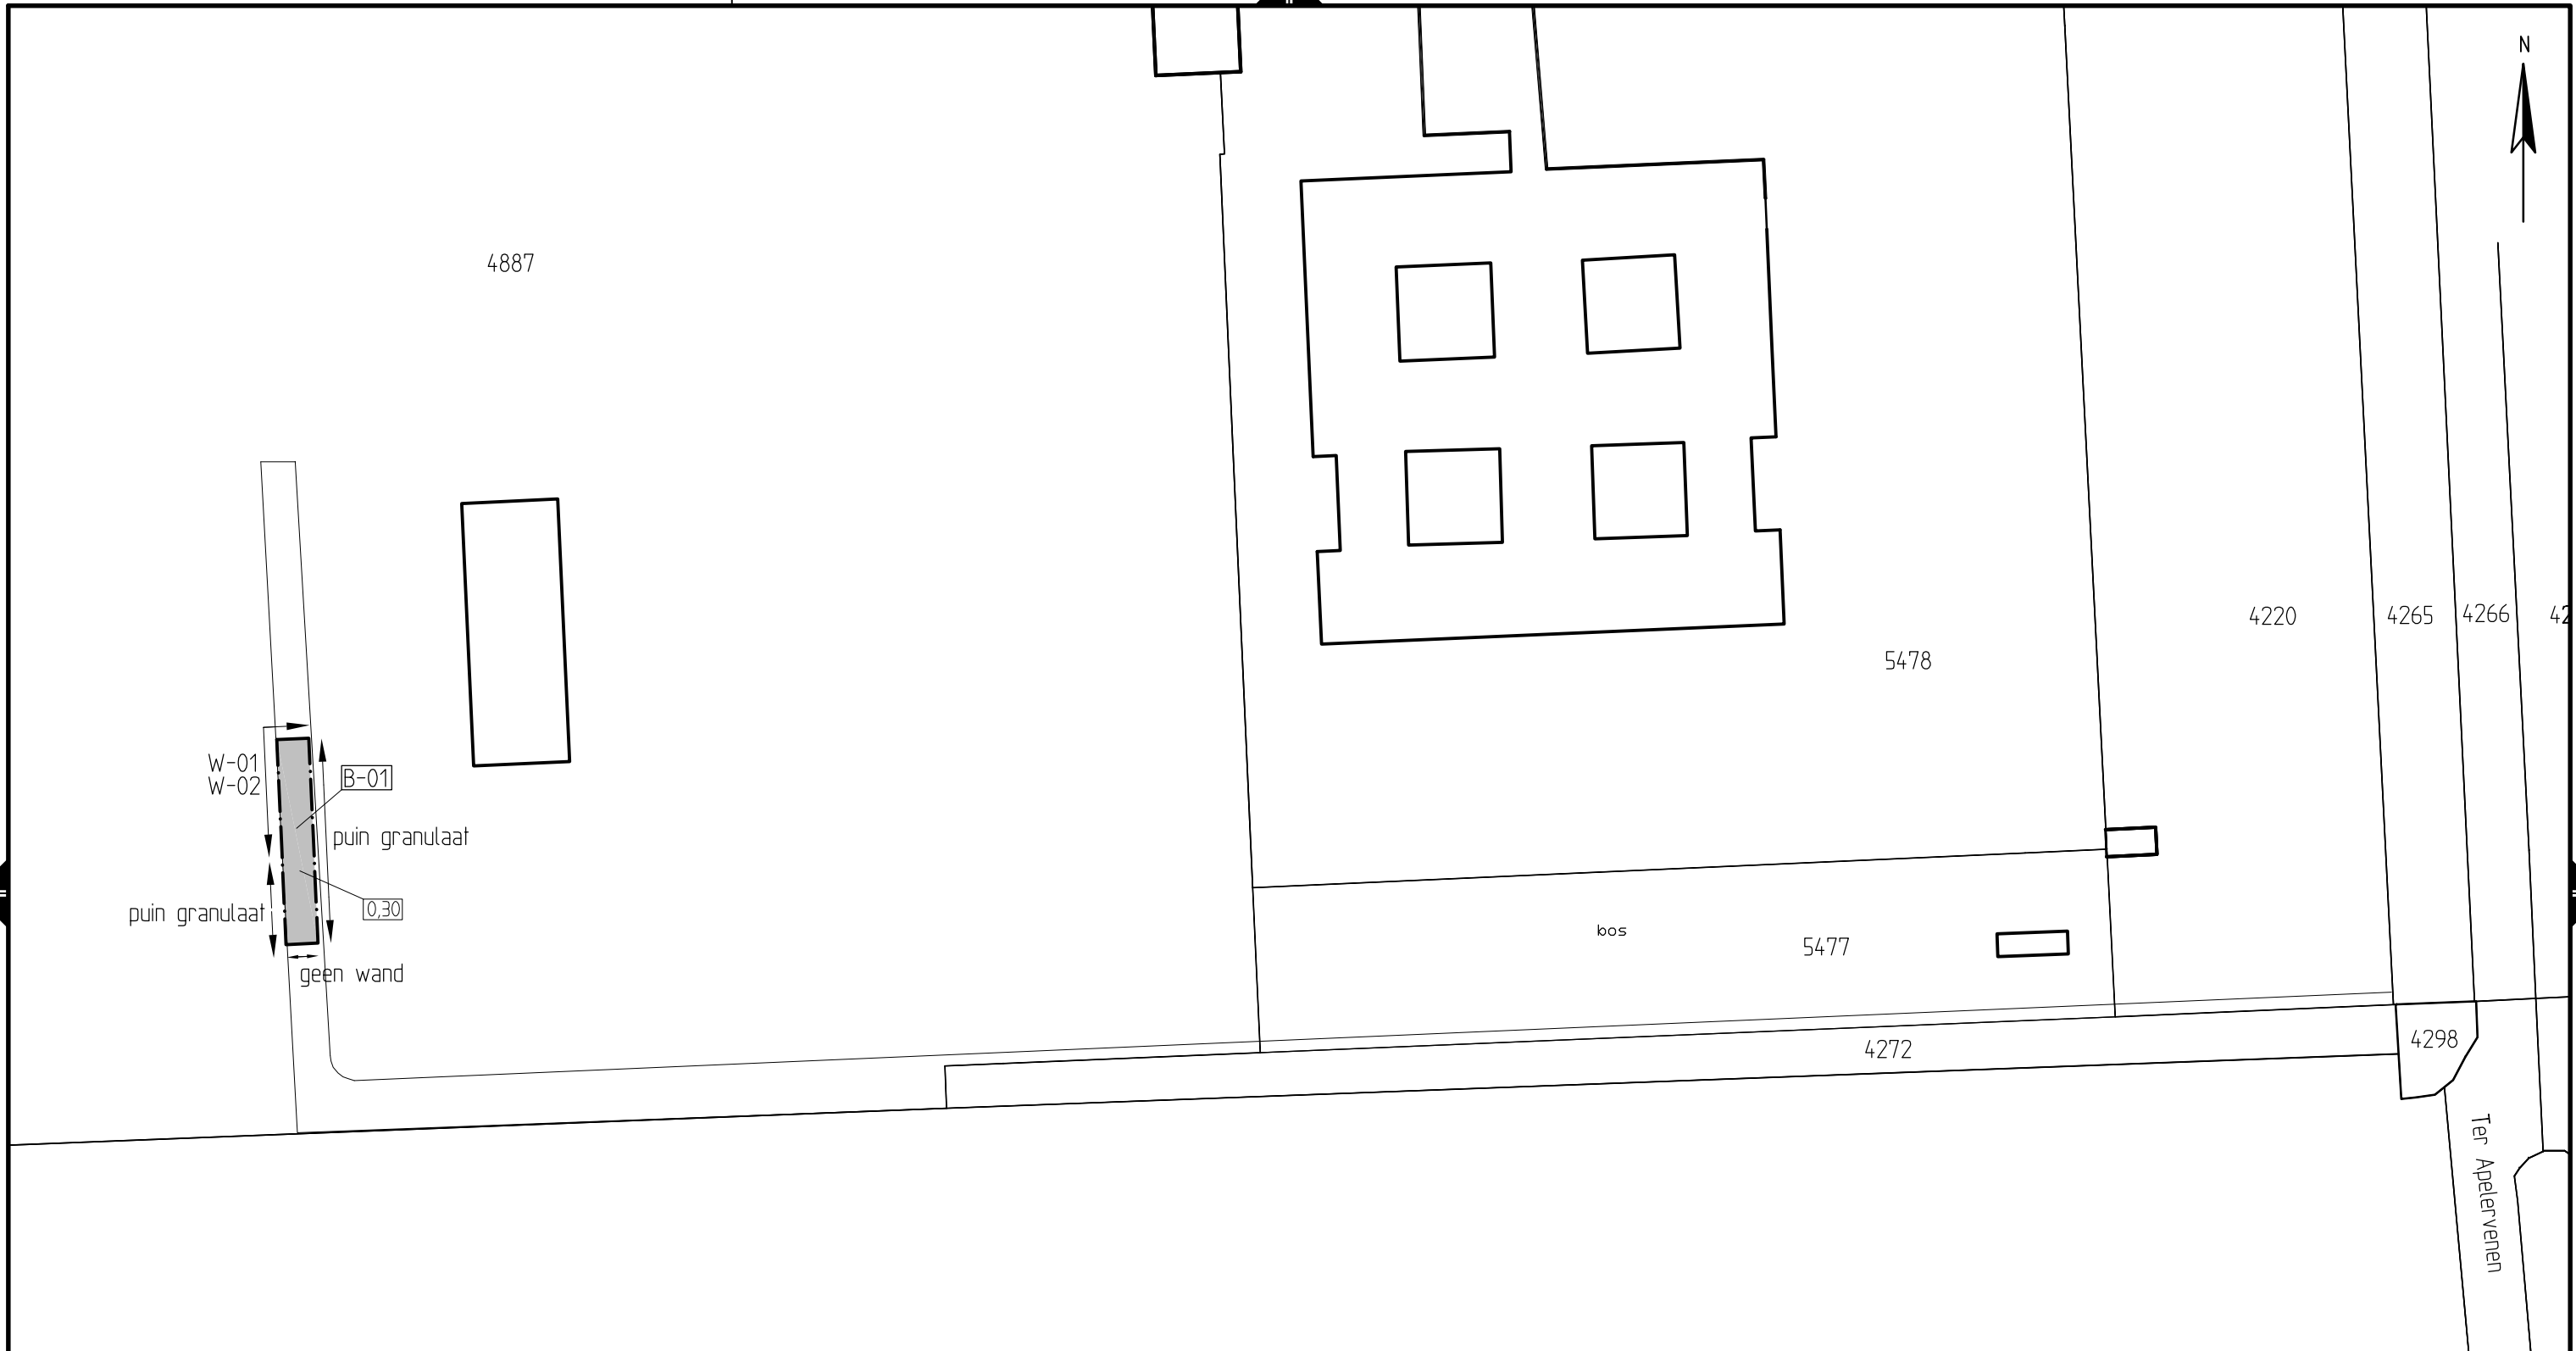 N
4887
4220
4265
4266
42
5478
W-01
W-02
B-01
puin granulaat
puin granulaat
0,30
geen wand
bos
5477
4272
4298
Ter Apelervenen